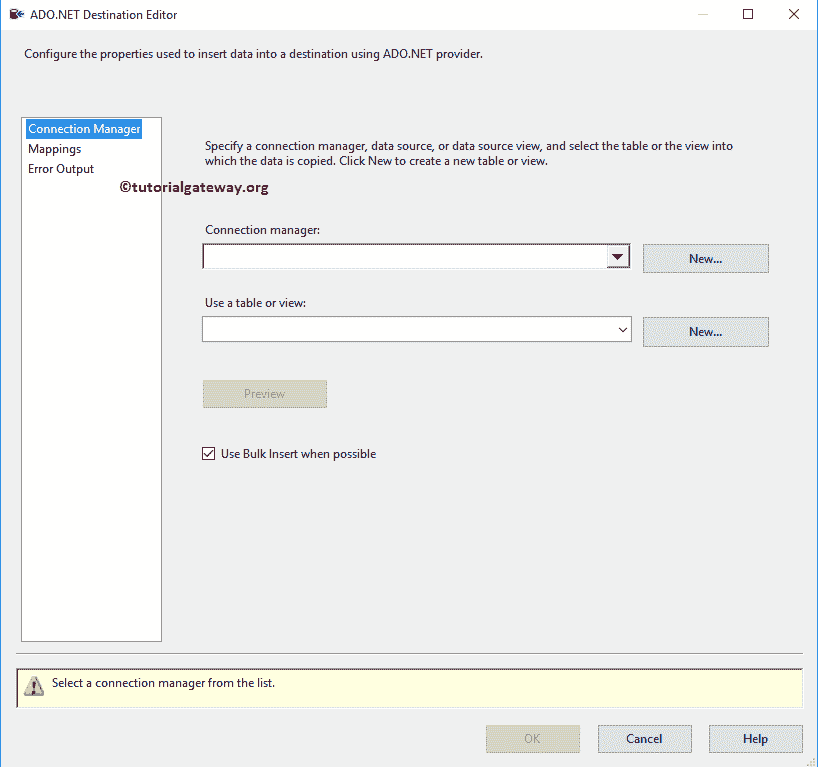 ADO.NET Destination Editor
Configure the properties used to insert data into a destination using ADO.NET provider.
Connection Manager
Mappings
Error Output
Specify a connection manager, data source, or data source view, and select the table or the view into
which the data is copied. Click New to create a new table or view.
©tutorialgateway.org
Connection manager:
New...
Use a table or view:
New...
Preview
Use Bulk Insert when possible
Select a connection manager from the list.
OK
Cancel
Help